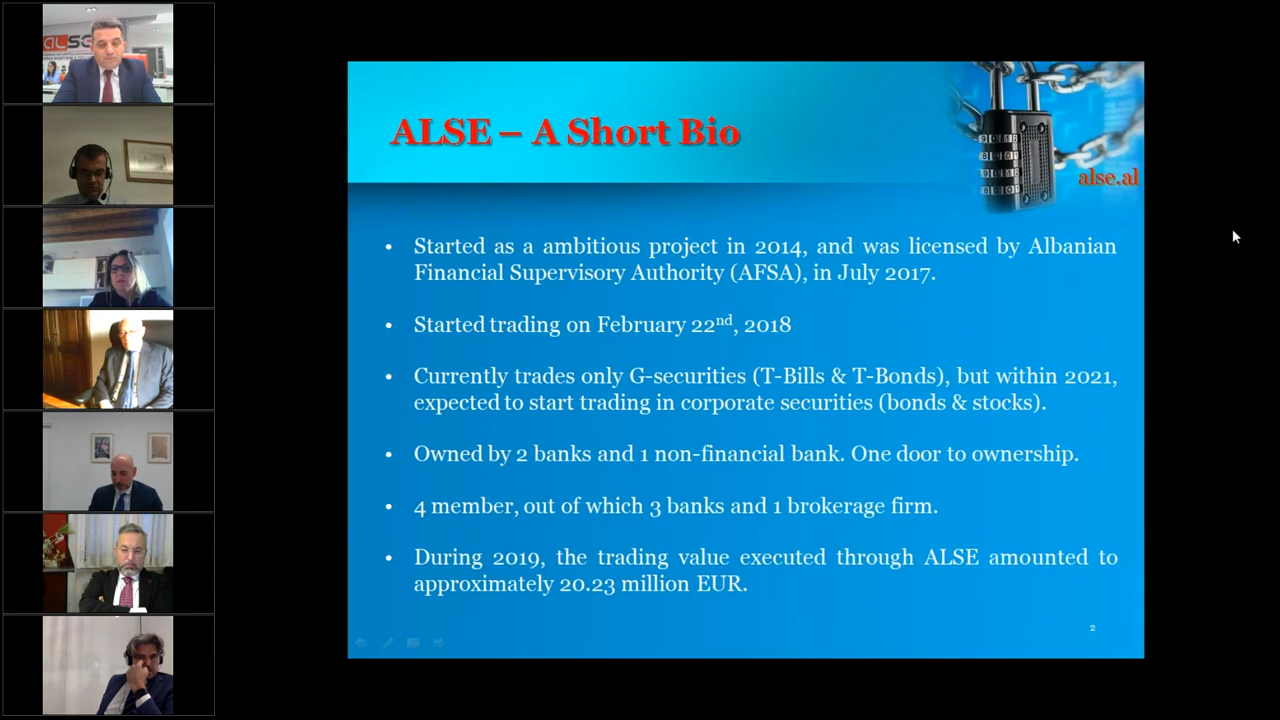 ALSE
ALSE – A Short Bio
alse.al
• Started as a ambitious project in 2014, and was licensed by Albanian
Financial Supervisory Authority (AFSA), in July 2017.
• Started trading on February 22nd, 2018
• Currently trades only G-securities (T-Bills & T-Bonds), but within 2021,
expected to start trading in corporate securities (bonds & stocks).
• Owned by 2 banks and 1 non-financial bank. One door to ownership.
• 4 member, out of which 3 banks and 1 brokerage firm.
• During 2019, the trading value executed through ALSE amounted to
approximately 20.23 million EUR.
2